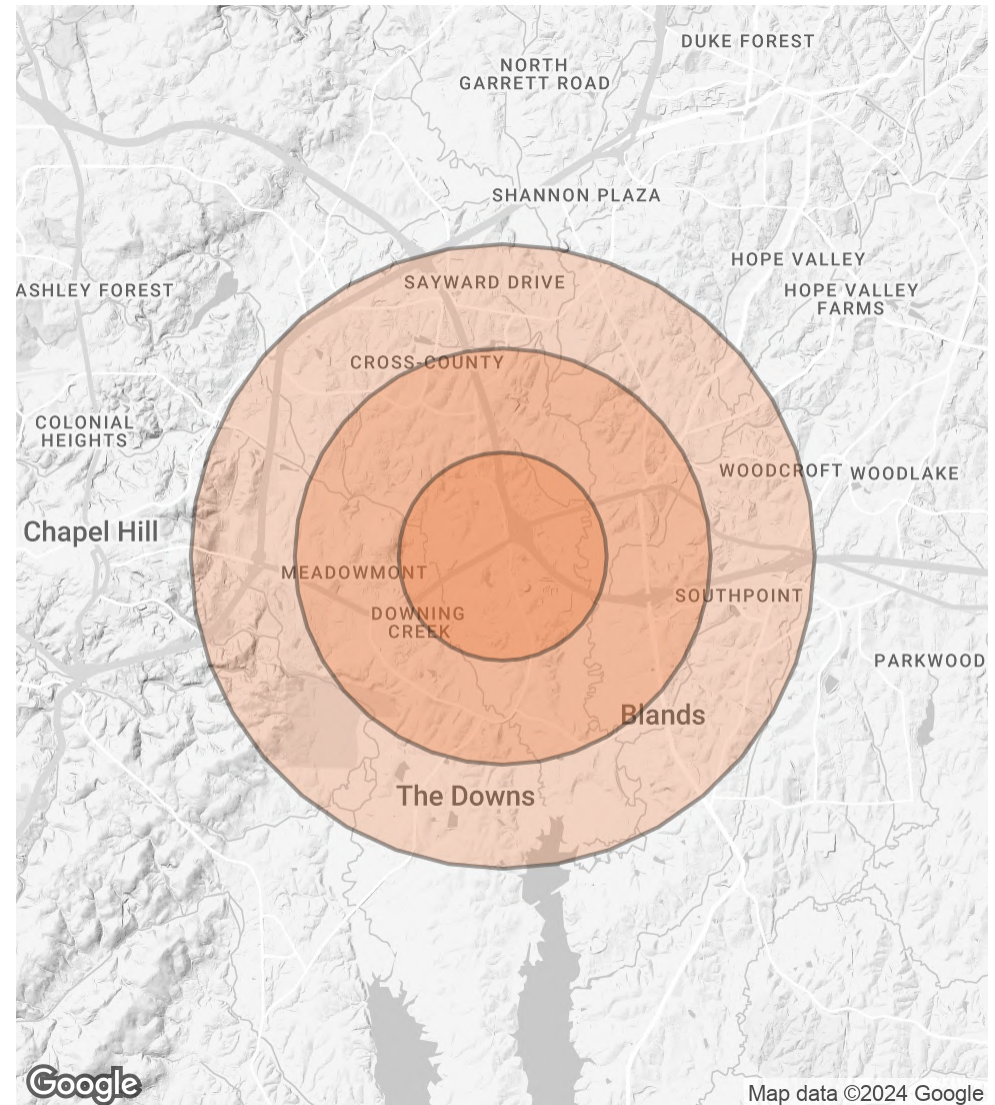 DUKE FOREST
NORTH
GARRETT ROAD
SHANNON PLAZA
HOPE VALLEY
SAYWARD DRIVE
ASHLEY FOREST
HOPE VALLEY
FARMS
CROSS-COUNTY
COLONIAL
HEIGHTS
WOODCROFT
WOODLAKE
Chapel Hill
MEADOWMONT
SOUTHPOINT
DOWNING
CREEK
PARKWOOD
Blands
The Downs
Google
Map data ©2024 Google